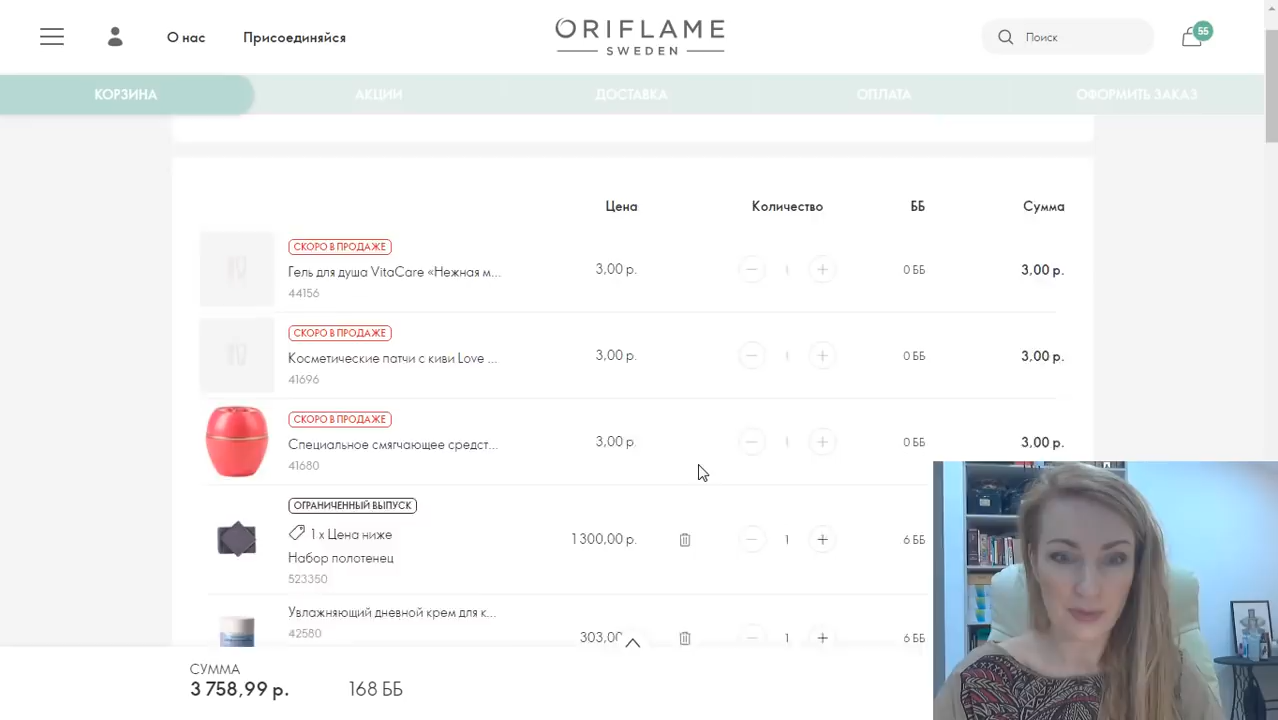 О нас
Присоединяйся
ORIFLAME
SWEDEN
Поиск
55
КОРЗИНА
АКЦИИ
ДОСТАВКА
ОПЛАТА
ОФОРМИТЬ ЗАКАЗ
Цена Количество ББ Сумма
СКОРО В ПРОДАЖЕ
Гель для душа VitaCare «Нежная м... 3,00 р. 0 ББ 3,00 р.
44156
СКОРО В ПРОДАЖЕ
Косметические патчи с киви Love ... 3,00 р. 0 ББ 3,00 р.
41696
СКОРО В ПРОДАЖЕ
Специальное смягчающее средст... 3,00 р. 0 ББ 3,00 р.
41680
ОГРАНИЧЕННЫЙ ВЫПУСК
1 x Цена ниже
Набор полотенец 1 300,00 р. 1 6 ББ
523350
Увлажняющий дневной крем для к...
42580 303,00 1 6 ББ
СУММА
3 758,99 р. 168 ББ